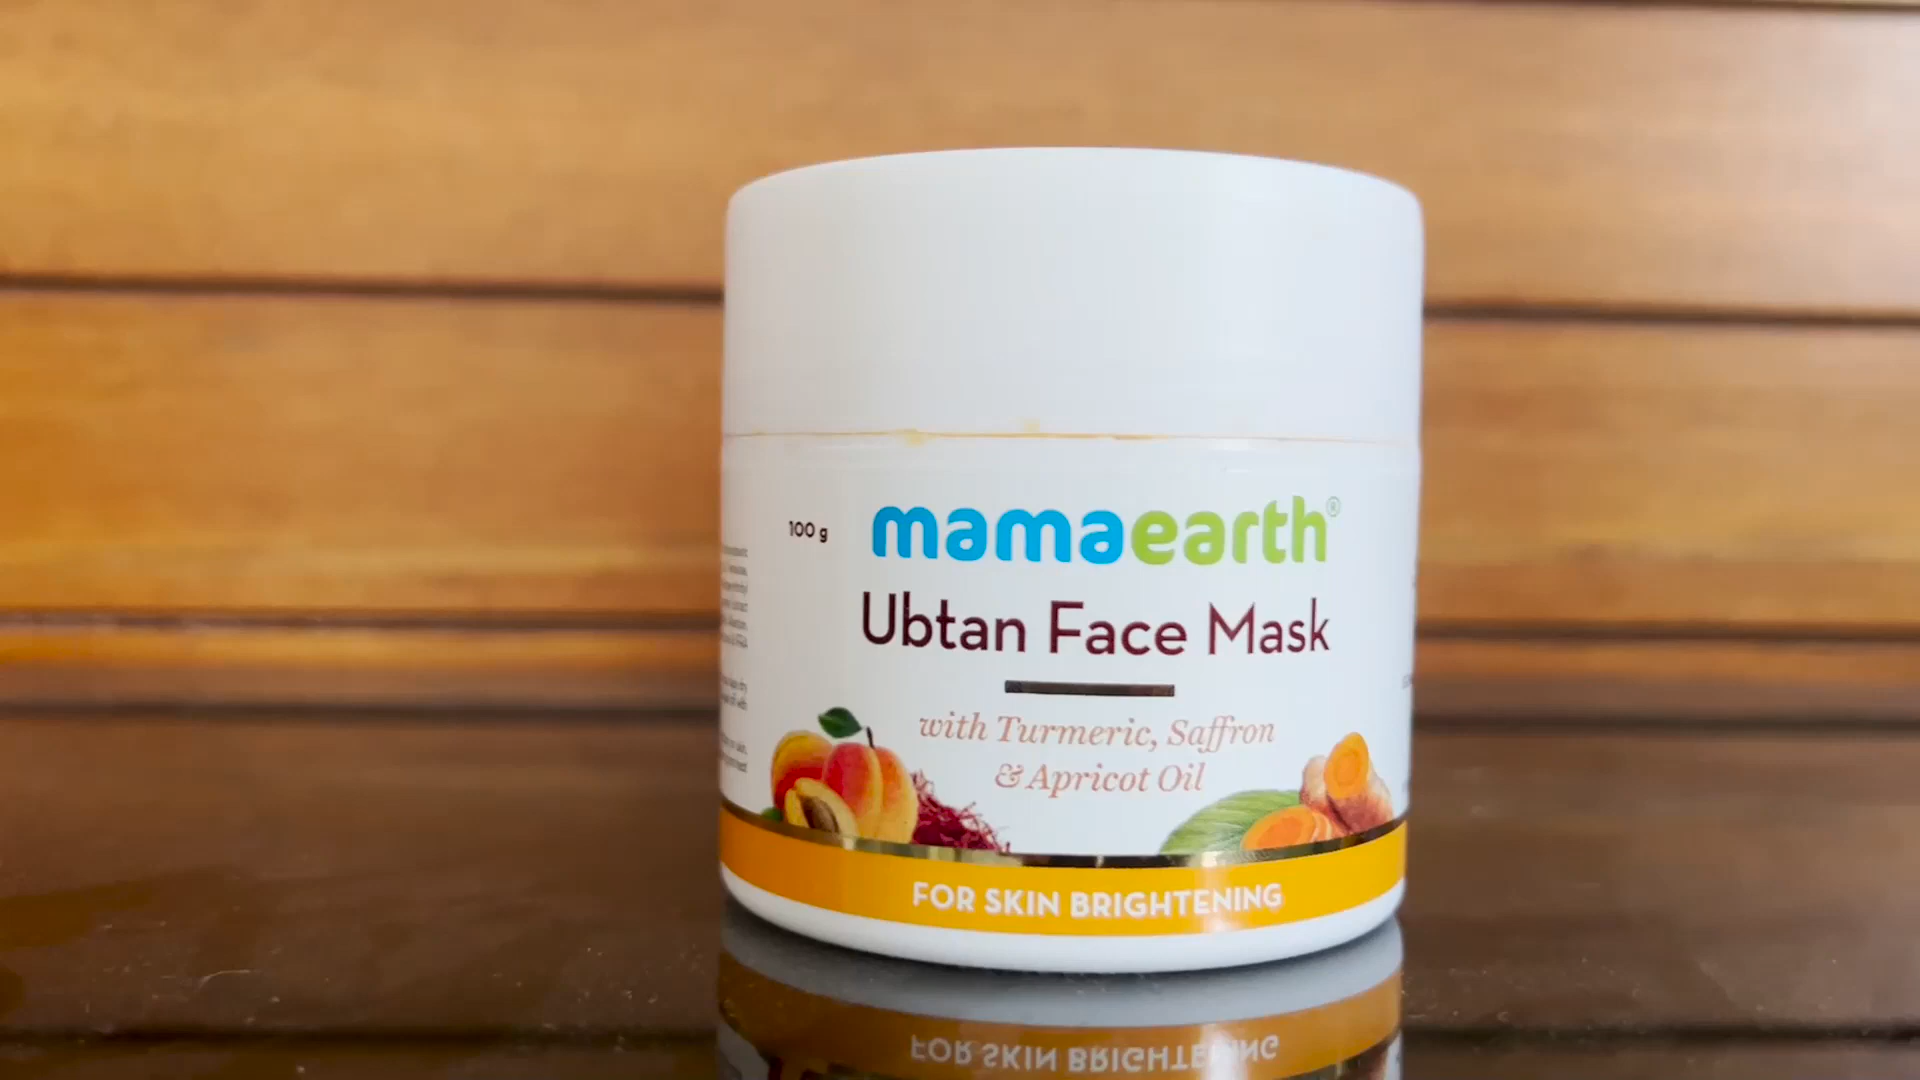 100 g
mamaearth®
Ubtan Face Mask
with Turmeric, Saffron
& Apricot Oil
FOR SKIN BRIGHTENING